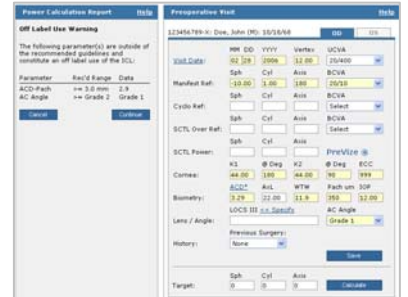 Power Calculation Report Help
Off Label Use Warning
The following parameter(s) are outside of
the recommended guidelines and
constitute an off label use of the ICL:
Parameter Rec'd Range Data
ACD-Pach >= 3.0 mm 2.9
AC Angle >= Grade 2 Grade 1
Cancel Continue
Preoperative Visit Help
123456789-X: Doe, John (M): 10/10/60 OD OS
MM DD YYYY Vertex UCVA
Visit Date: 02 28 2006 12.00 20/400
Sph Cyl Axis BCVA
Manifest Ref: -10.00 1.00 180 20/10
Sph Cyl Axis BCVA
Cyclo Ref: Select
Sph Cyl Axis BCVA
SCTL Over Ref: Select
Sph Cyl Axis
SCTL Power: PreVize
K1 @ Deg K2 @ Deg ECC
Cornea: 44.00 180 44.00 90 999
ACD* AxL WTW Pach um IOP
Biometry: 3.29 22.00 11.9 350 12.00
LOCS III << Specify AC Angle
Lens / Angle: Grade 1
Previous Surgery:
History: None
Save
Sph Cyl Axis
Target: 0 0 0 Calculate